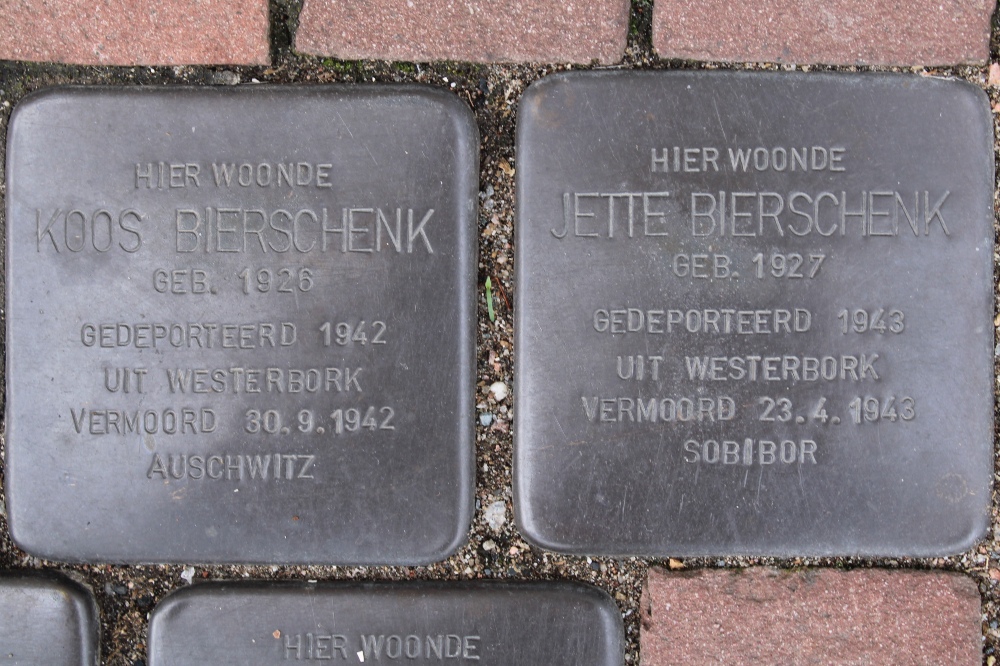 HIER WOONDE
KOOS BIERSCHENK
GEB. 1926
GEDEPORTEERD 1942
UIT WESTERBORK
VERMOORD 30.9.1942
AUSCHWITZ
HIER WOONDE
JETTE BIERSCHENK
GEB. 1927
GEDEPORTEERD 1943
UIT WESTERBORK
VERMOORD 23.4.1943
SOBIBOR
HIER WOONDE